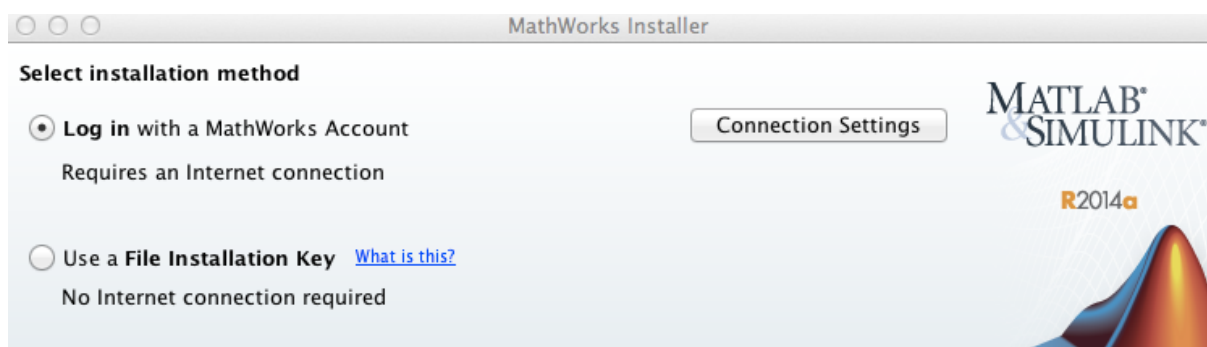 MathWorks Installer
Select installation method
Log in with a MathWorks Account
Connection Settings
Requires an Internet connection
Use a File Installation Key What is this?
No Internet connection required
MATLAB®
&SIMULINK®
R2014a